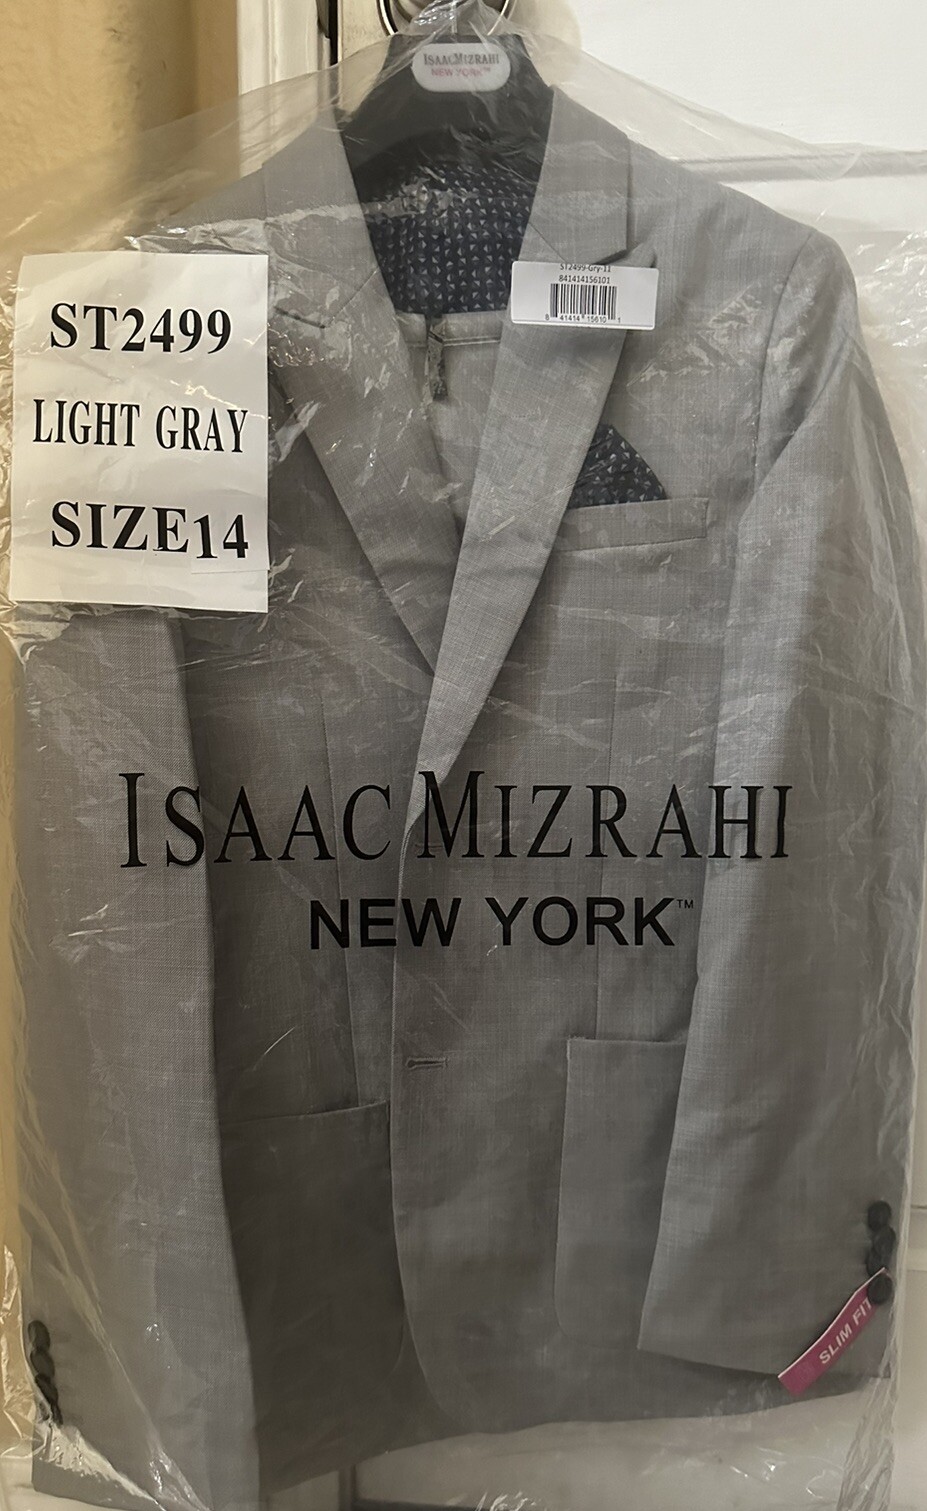 ISAACMIZRAHI
NEW YORK™
ST2499-Gry-11
841414156101
8 41414 15610 1
ST2499
LIGHT GRAY
SIZE14
ISAAC MIZRAHI
NEW YORK™
SLIM FIT